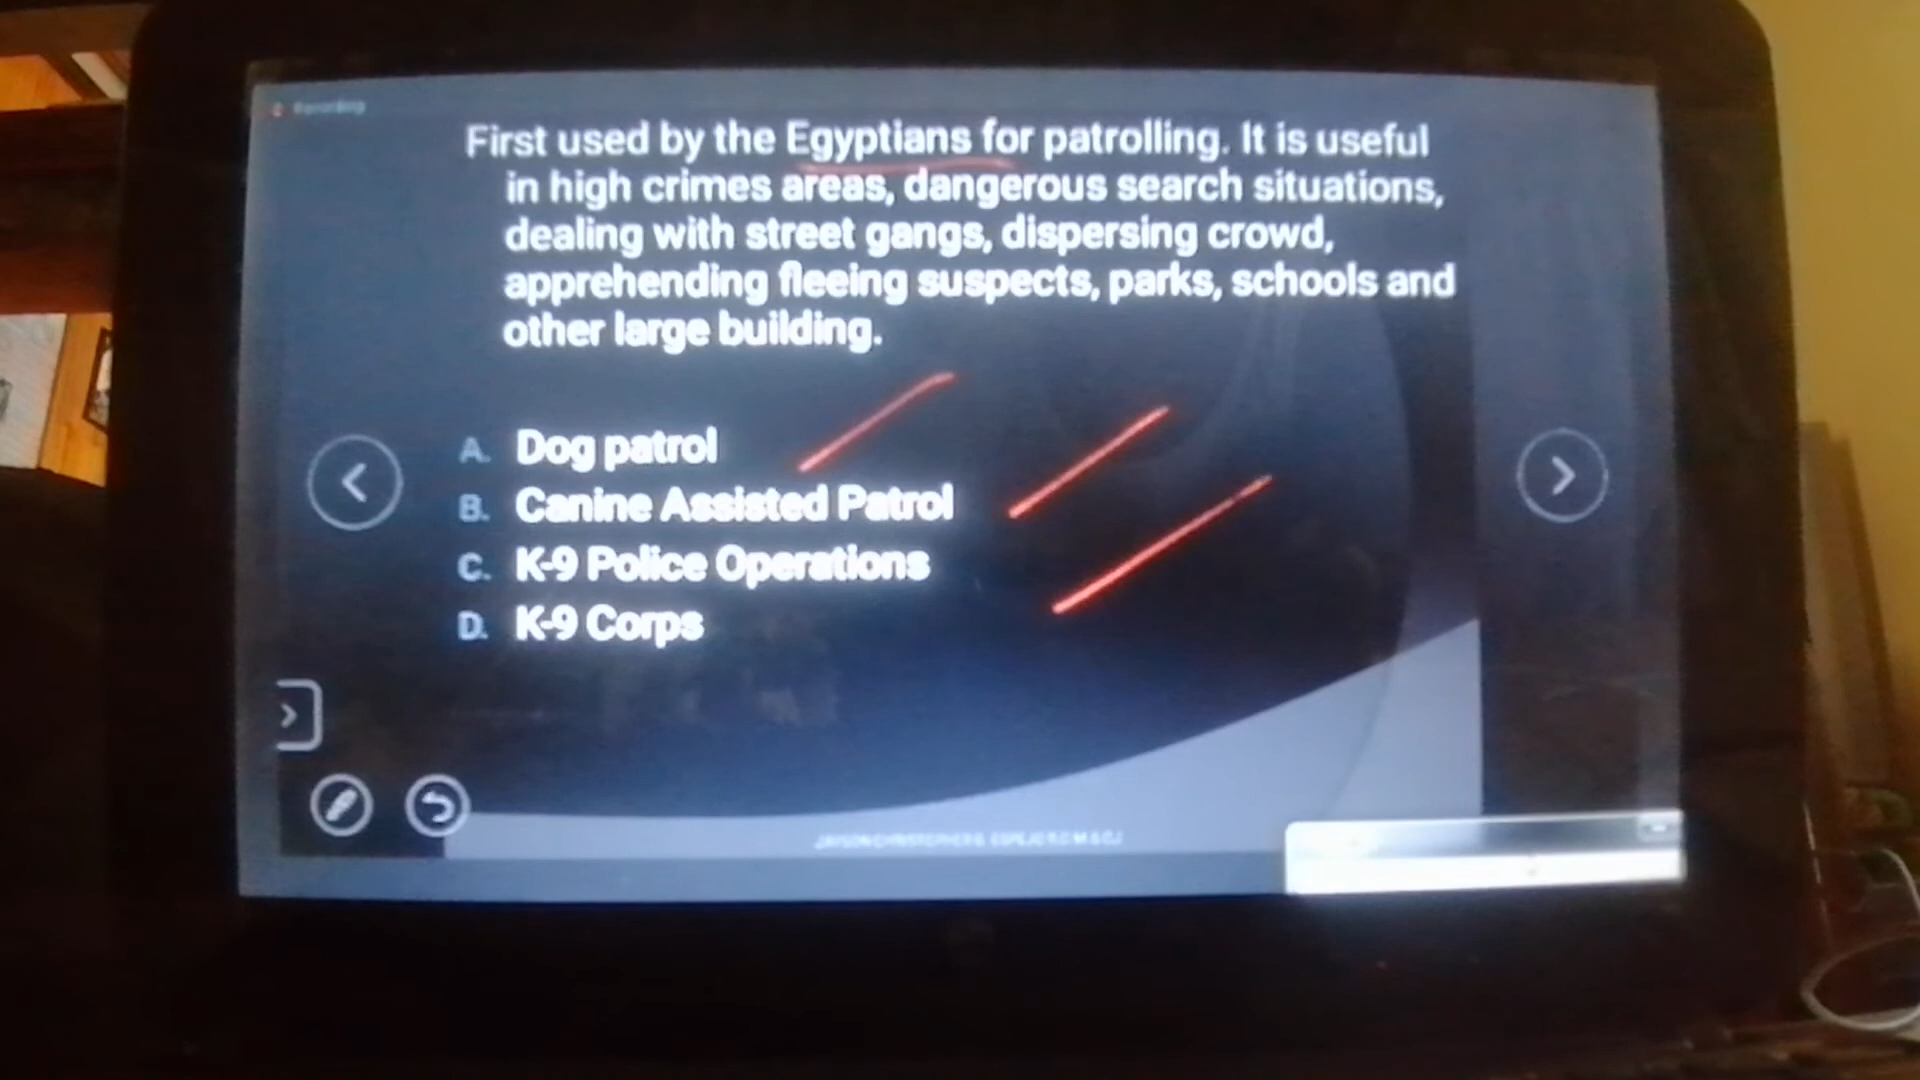 Recording
First used by the Egyptians for patrolling. It is useful
in high crimes areas, dangerous search situations,
dealing with street gangs, dispersing crowd,
apprehending fleeing suspects, parks, schools and
other large building.
A. Dog patrol
B. Canine Assisted Patrol
C. K-9 Police Operations
D. K-9 Corps